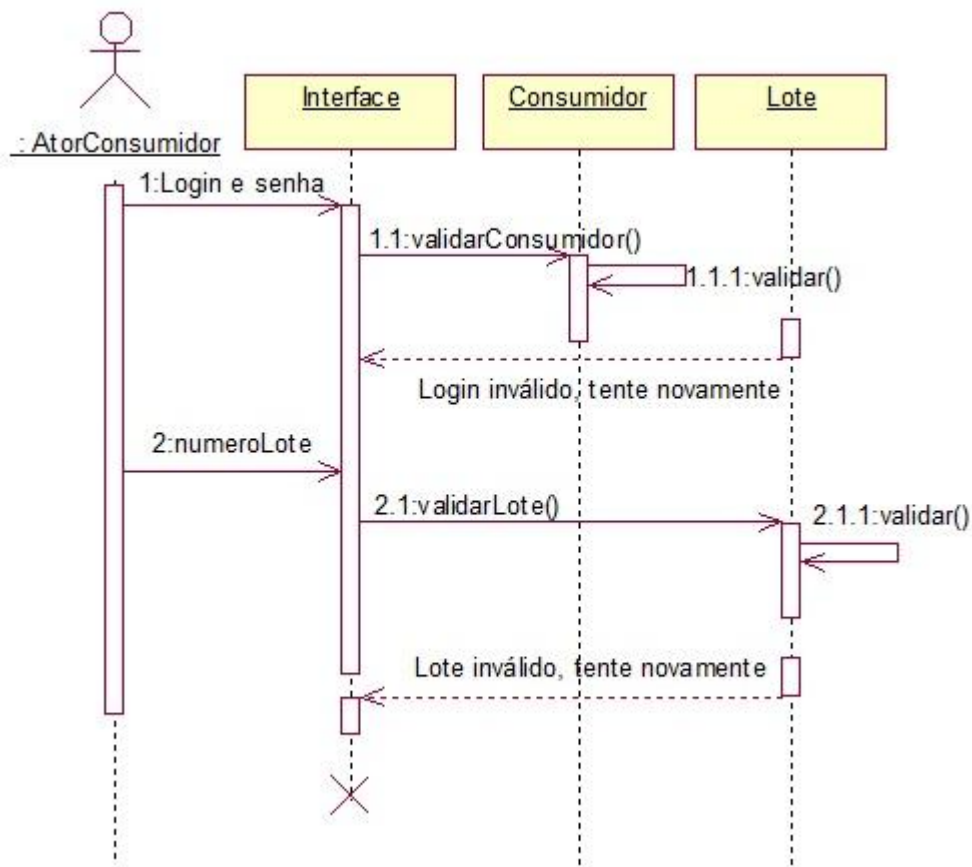 Interface
Consumidor
Lote
: AtorConsumidor
1:Login e senha
1.1:validarConsumidor()
1.1.1:validar()
Login inválido, tente novamente
2:numeroLote
2.1:validarLote()
2.1.1:validar()
Lote inválido, tente novamente